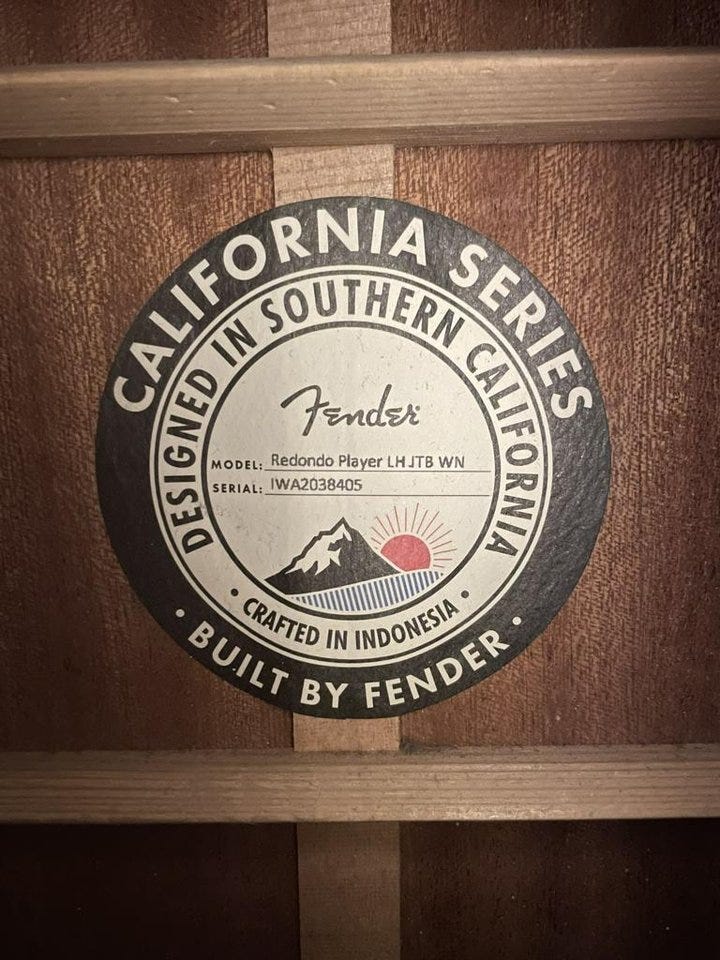 CALIFORNIA SERIES
DESIGNED IN SOUTHERN CALIFORNIA
Fender
MODEL: Redondo Player LH JTB WN
SERIAL: IWA2038405
• CRAFTED IN INDONESIA •
• BUILT BY FENDER •